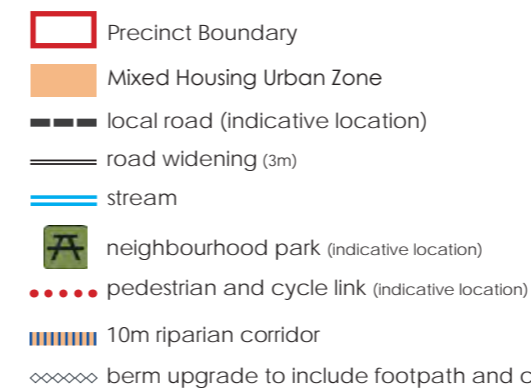 Precinct Boundary
Mixed Housing Urban Zone
local road (indicative location)
road widening (3m)
stream
neighbourhood park (indicative location)
pedestrian and cycle link (indicative location)
10m riparian corridor
berm upgrade to include footpath and